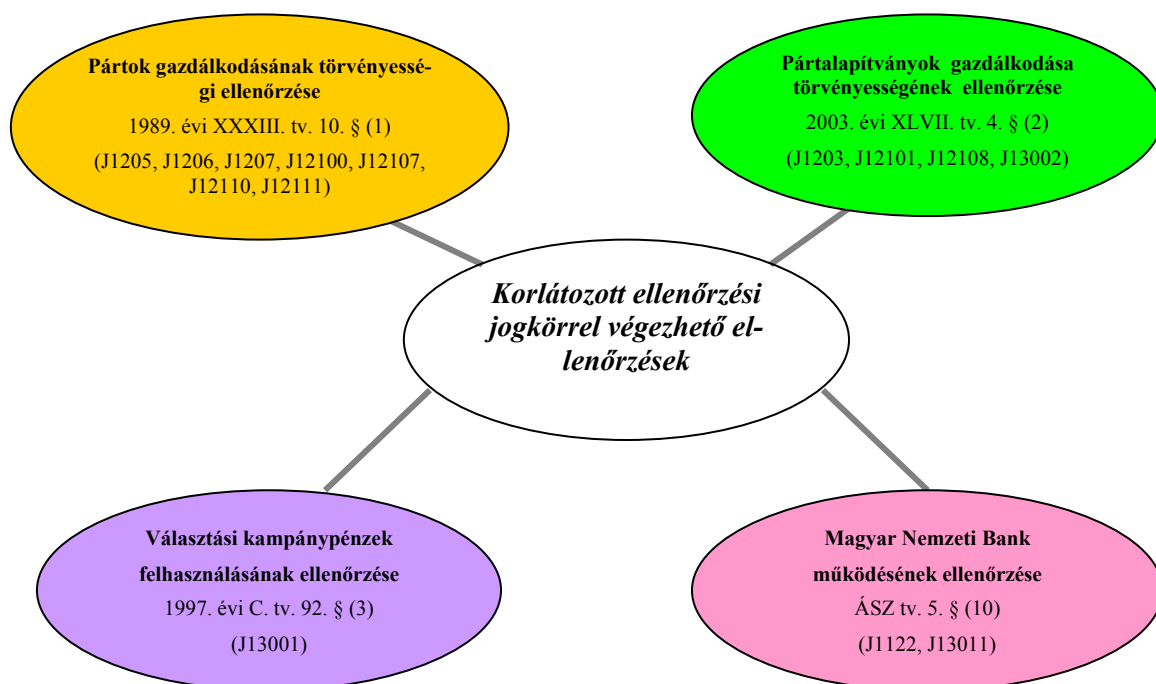 Pártok gazdálkodásának törvényessé-
gi ellenőrzése
1989. évi XXXIII. tv. 10. § (1)
(J1205, J1206, J1207, J12100, J12107,
J12110, J12111)
Pártalapítványok gazdálkodása
törvényességének ellenőrzése
2003. évi XLVII. tv. 4. § (2)
(J1203, J12101, J12108, J13002)
Korlátozott ellenőrzési
jogkörrel végezhető el-
lenőrzések
Választási kampánypénzek
felhasználásának ellenőrzése
1997. évi C. tv. 92. § (3)
(J13001)
Magyar Nemzeti Bank
működésének ellenőrzése
ÁSZ tv. 5. § (10)
(J1122, J13011)